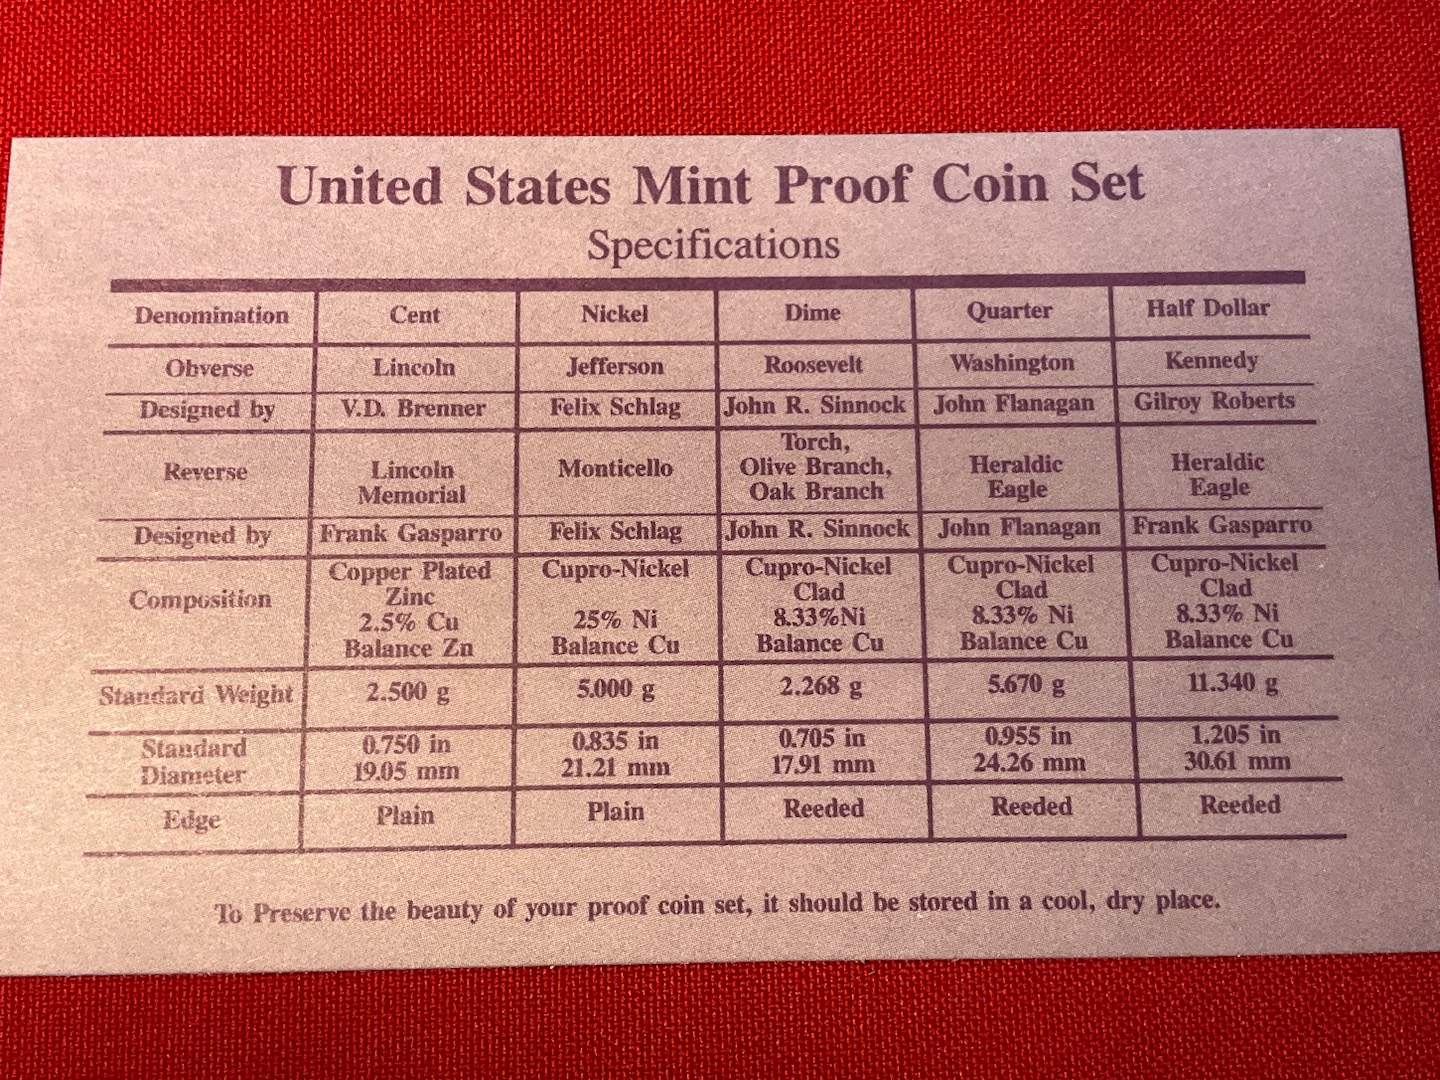 United States Mint Proof Coin Set
Specifications
Denomination Cent Nickel Dime Quarter Half Dollar
Obverse Lincoln Jefferson Roosevelt Washington Kennedy
Designed by V.D. Brenner Felix Schlag John R. Sinnock John Flanagan Gilroy Roberts
Reverse Lincoln Memorial Monticello Torch, Olive Branch, Oak Branch Heraldic Eagle Heraldic Eagle
Designed by Frank Gasparro Felix Schlag John R. Sinnock John Flanagan Frank Gasparro
Composition Copper Plated Zinc 2.5% Cu Balance Zn Cupro-Nickel 25% Ni Balance Cu Cupro-Nickel Clad 8.33%Ni Balance Cu Cupro-Nickel Clad 8.33% Ni Balance Cu Cupro-Nickel Clad 8.33% Ni Balance Cu
Standard Weight 2.500 g 5.000 g 2.268 g 5.670 g 11.340 g
Standard Diameter 0.750 in 19.05 mm 0.835 in 21.21 mm 0.705 in 17.91 mm 0.955 in 24.26 mm 1.205 in 30.61 mm
Edge Plain Plain Reeded Reeded Reeded
To Preserve the beauty of your proof coin set, it should be stored in a cool, dry place.